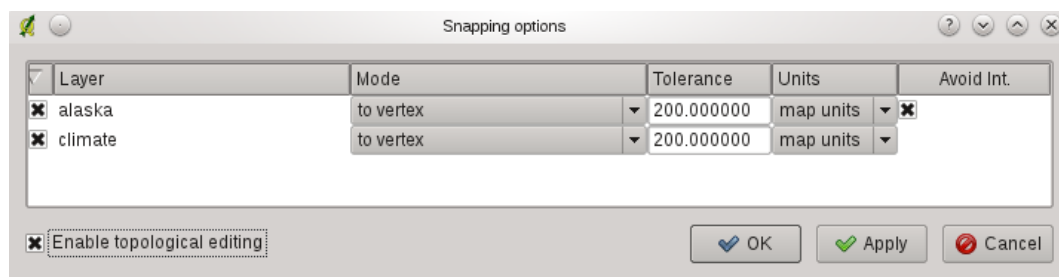 Snapping options
Layer Mode Tolerance Units Avoid Int.
alaska to vertex 200.000000 map units
climate to vertex 200.000000 map units
Enable topological editing OK Apply Cancel